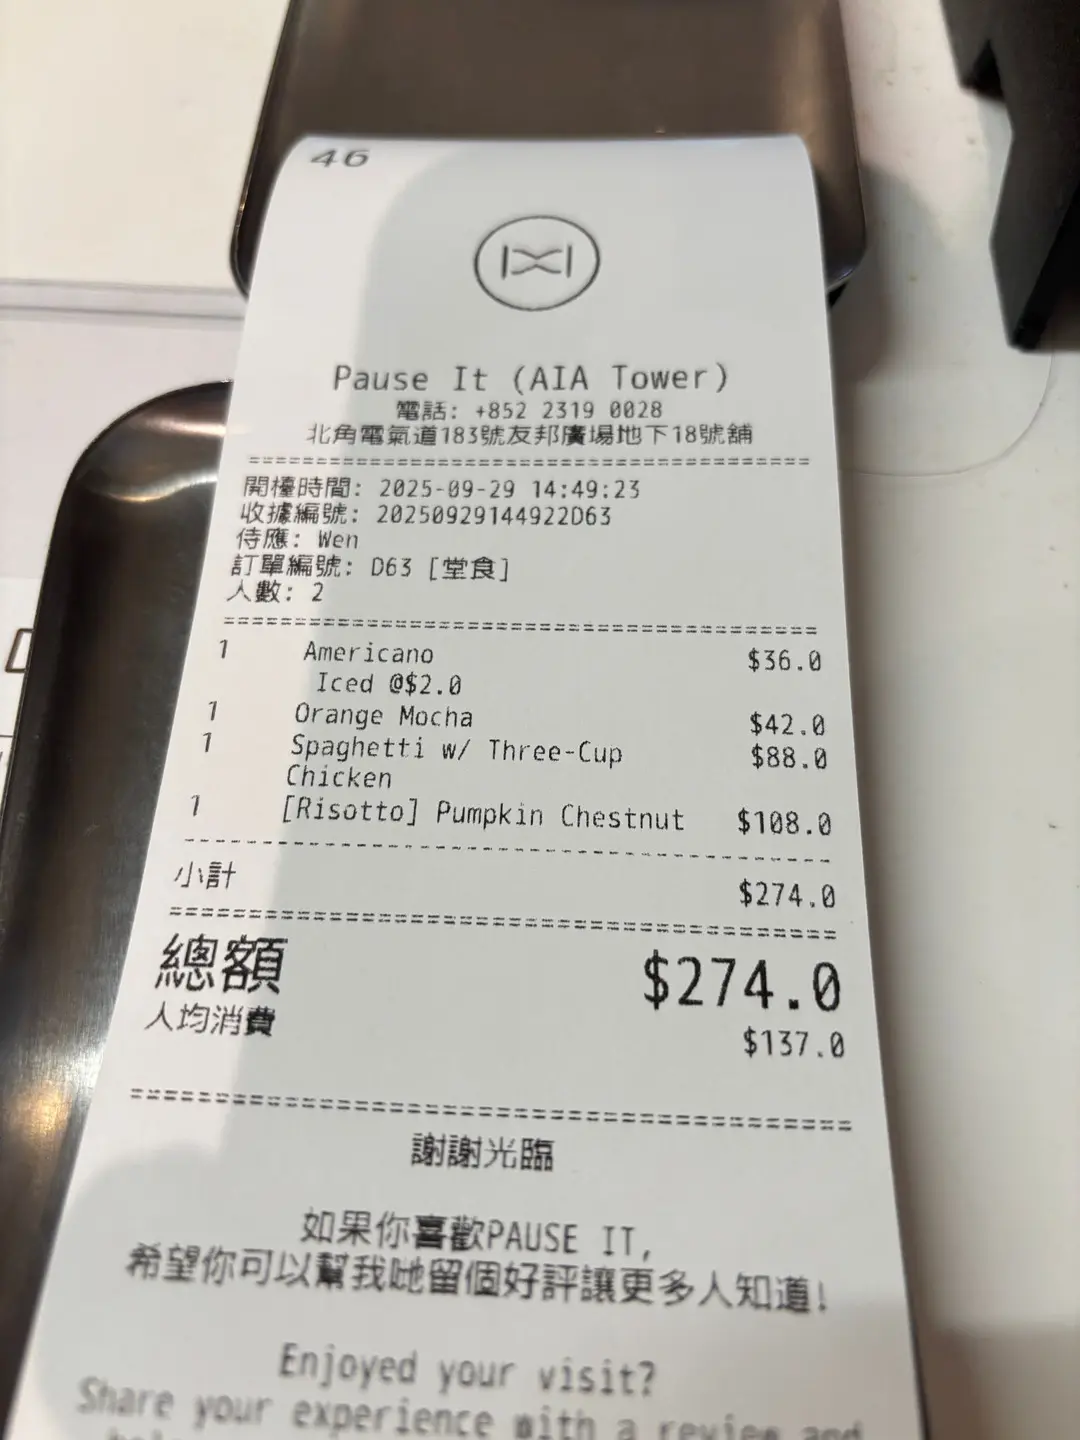 46
Pause It (AIA Tower)
電話: +852 2319 0028
北角電氣道183號友邦廣場地下18號舖
開檯時間: 2025-09-29 14:49:23
收據編號: 20250929144922D63
侍應: Wen
訂單編號: D63 [堂食]
人數: 2
1 Americano $36.0
Iced @$2.0
1 Orange Mocha $42.0
1 Spaghetti w/ Three-Cup $88.0
Chicken
1 [Risotto] Pumpkin Chestnut $108.0
小計 $274.0
總額 $274.0
人均消費 $137.0
謝謝光臨
如果你喜歡PAUSE IT,
希望你可以幫我哋留個好評讓更多人知道!
Enjoyed your visit?
Share your experience with a review and